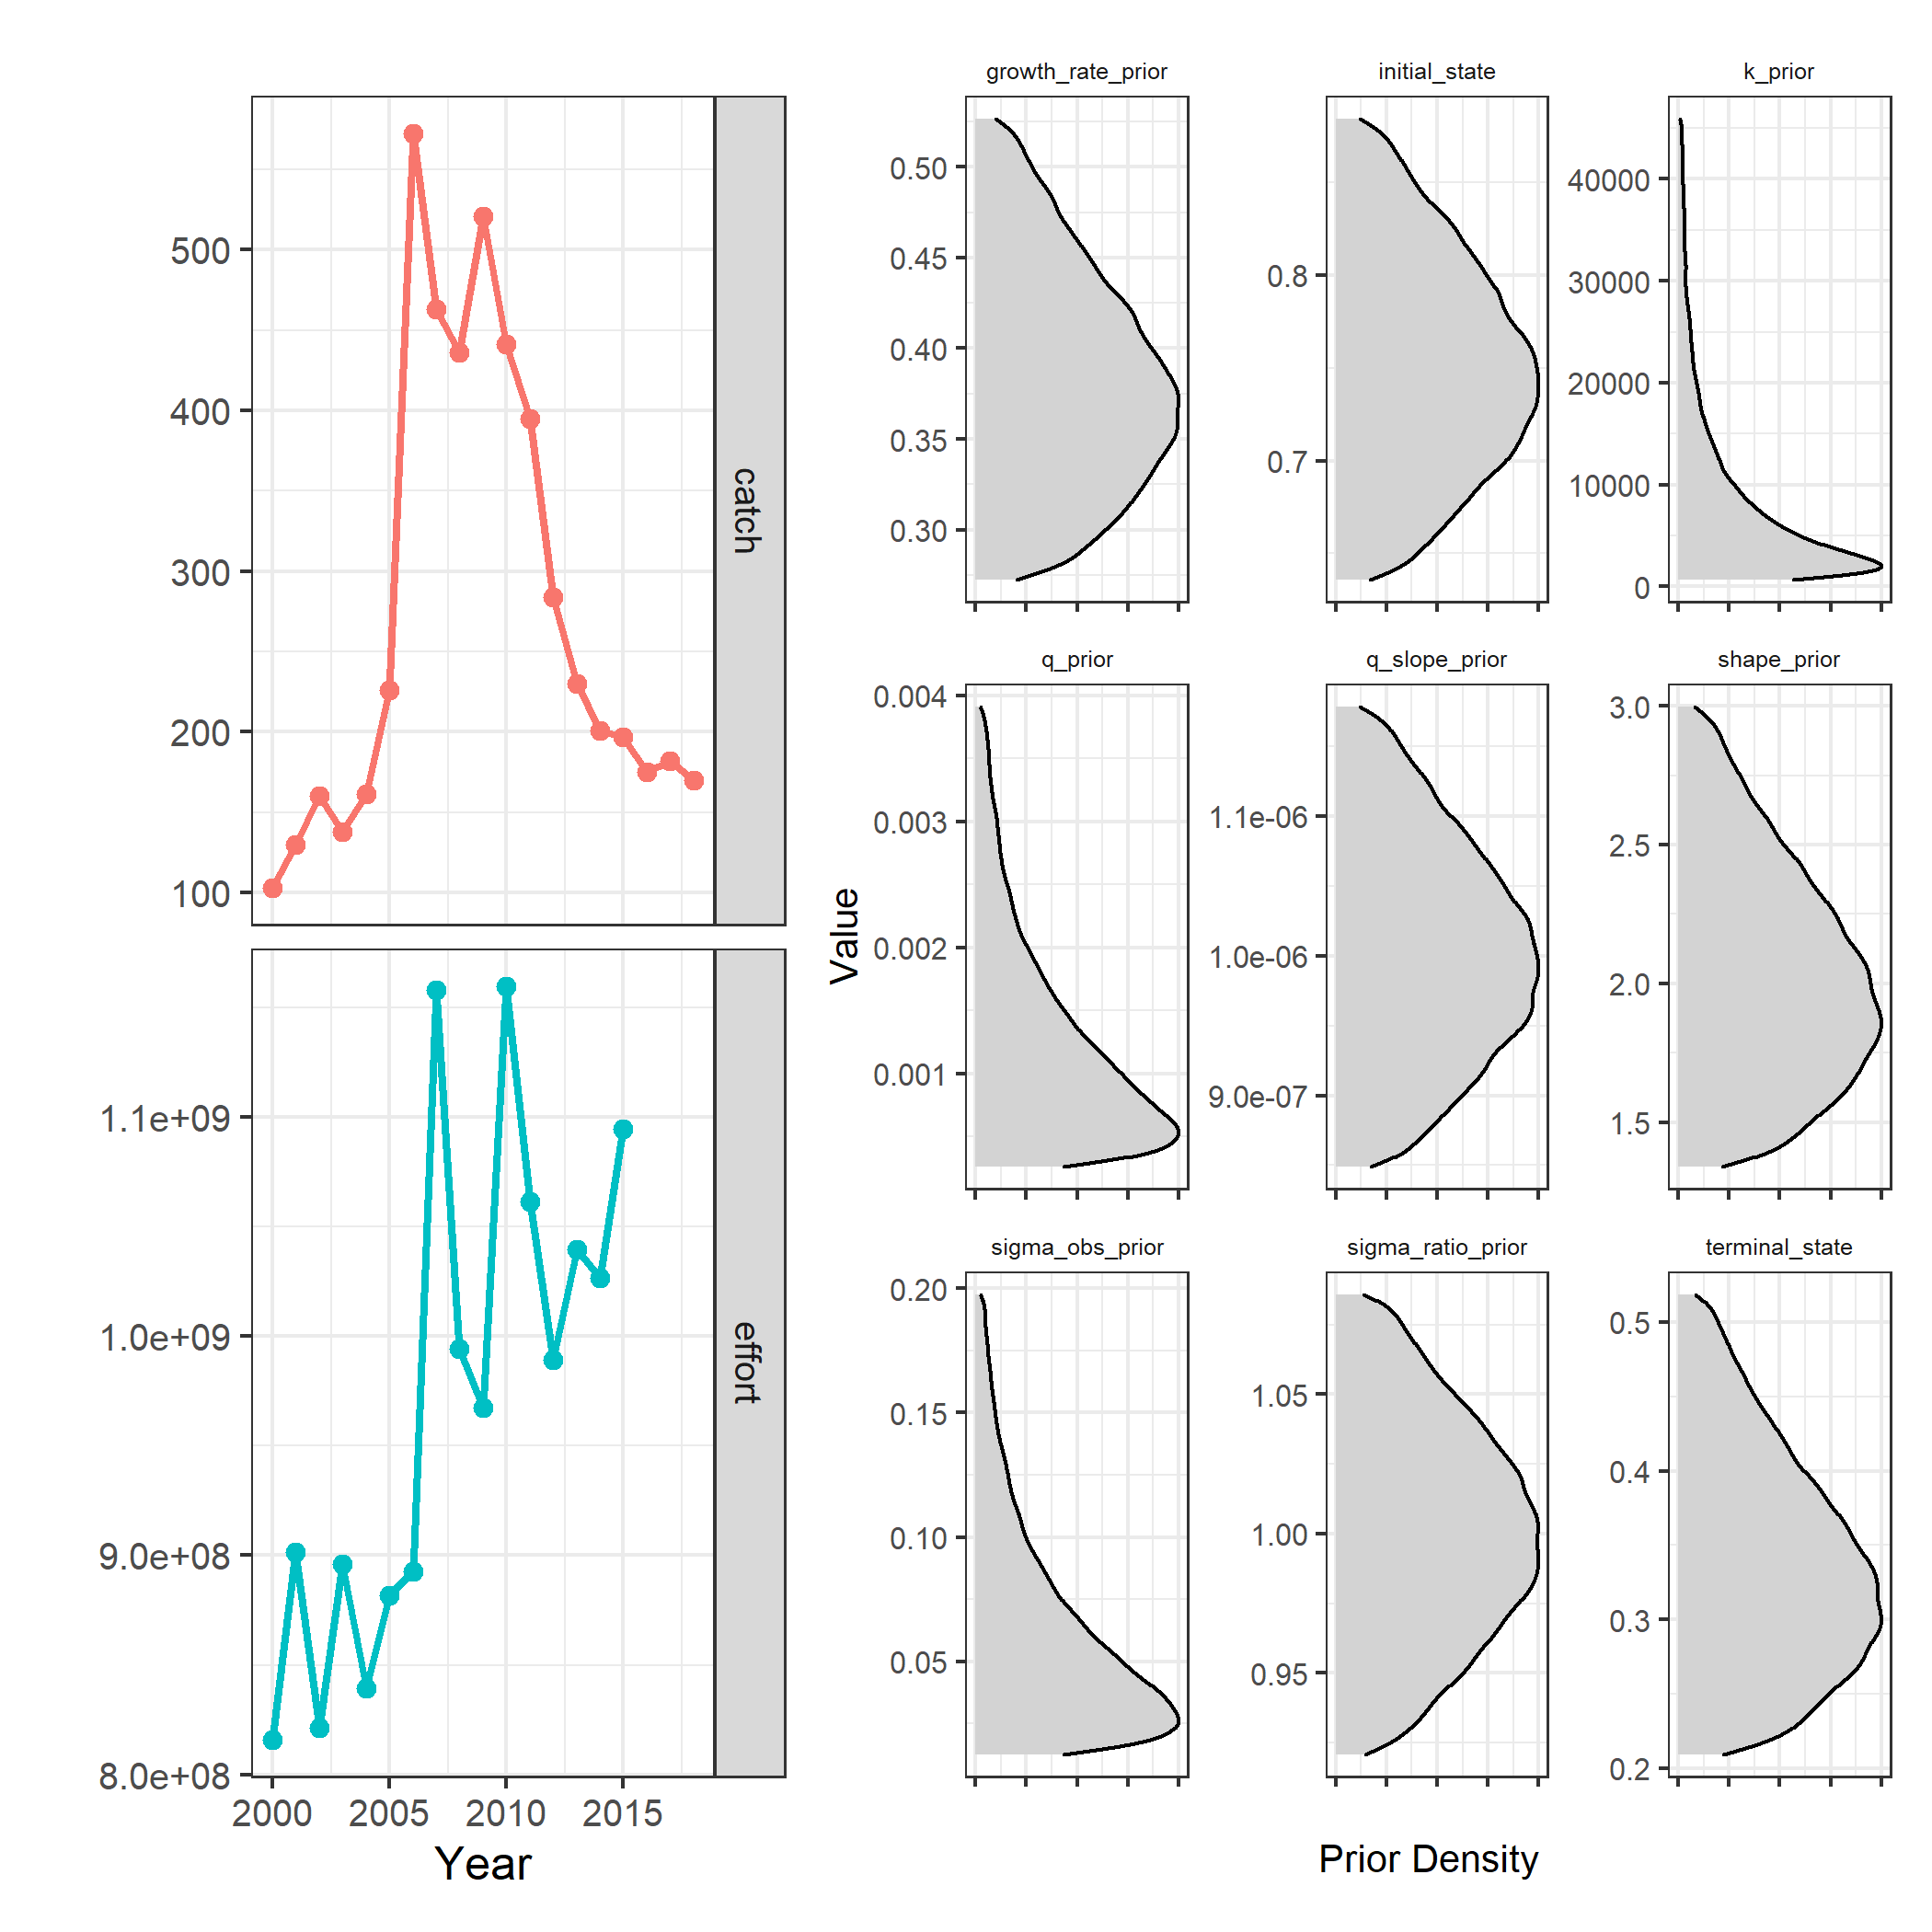 500
400
300
200
100
catch
1.1e+09
1.0e+09
9.0e+08
8.0e+08
effort
2000 2005 2010 2015
Year
growth_rate_prior
0.50
0.45
0.40
0.35
0.30
initial_state
0.8
0.7
k_prior
40000
30000
20000
10000
0
Value
q_prior
0.004
0.003
0.002
0.001
q_slope_prior
1.1e-06
1.0e-06
9.0e-07
shape_prior
3.0
2.5
2.0
1.5
sigma_obs_prior
0.20
0.15
0.10
0.05
sigma_ratio_prior
1.05
1.00
0.95
terminal_state
0.5
0.4
0.3
0.2
Prior Density